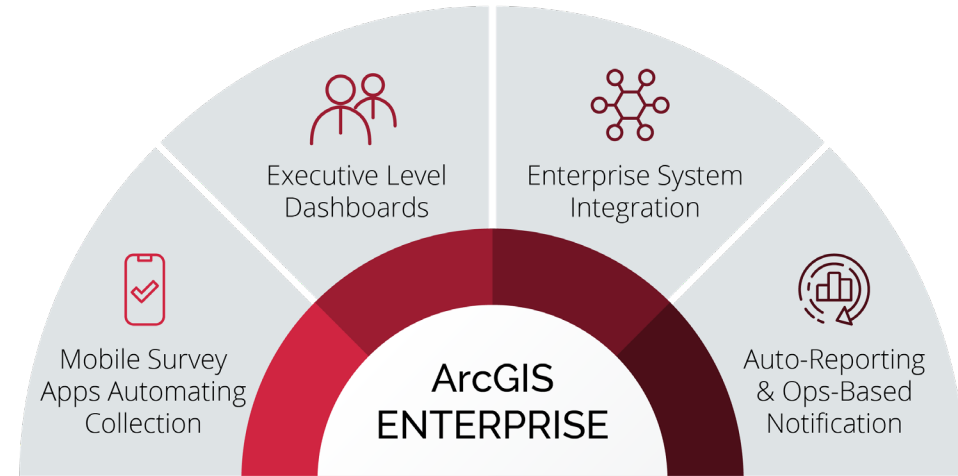 Executive Level
Dashboards
Enterprise System
Integration
Mobile Survey
Apps Automating
Collection
Auto-Reporting
& Ops-Based
Notification
ArcGIS
ENTERPRISE